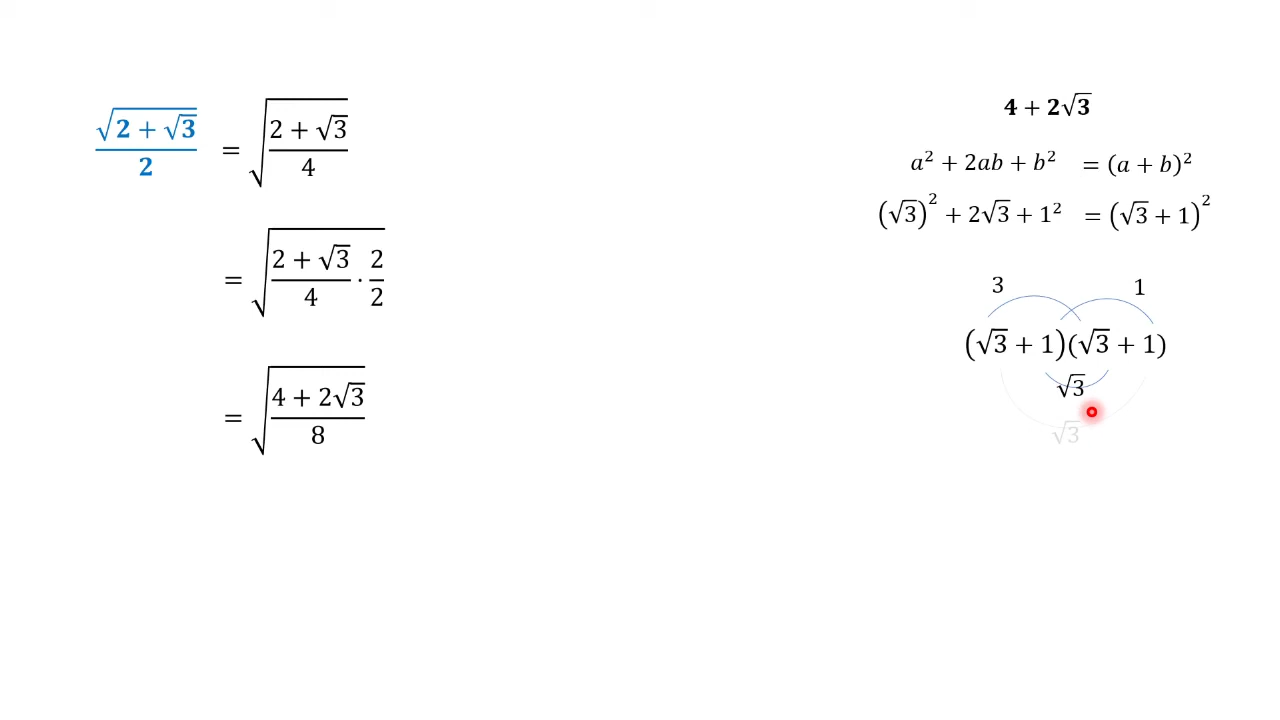 √(𝟐 + √𝟑)/𝟐 = √((2 + √3)/4)
= √((2 + √3)/4 · 2/2)
= √((4 + 2√3)/8)
𝟒 + 𝟐√𝟑
a² + 2ab + b² = (a + b)²
(√3)² + 2√3 + 1² = (√3 + 1)²
3 1
(√3 + 1)(√3 + 1)
√3
√3